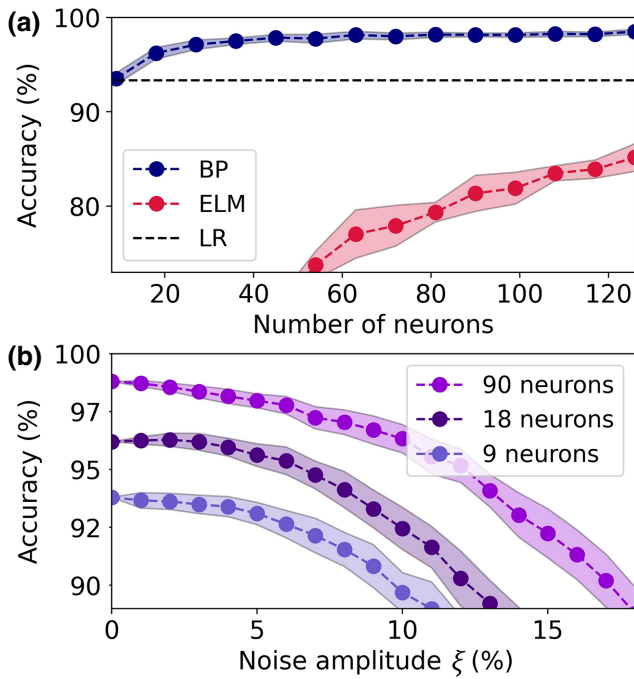 (a)
100
90
80
Accuracy (%)
BP
ELM
LR
20 40 60 80 100 120
Number of neurons
(b)
100
97
95
92
90
Accuracy (%)
90 neurons
18 neurons
9 neurons
0 5 10 15
Noise amplitude ξ (%)